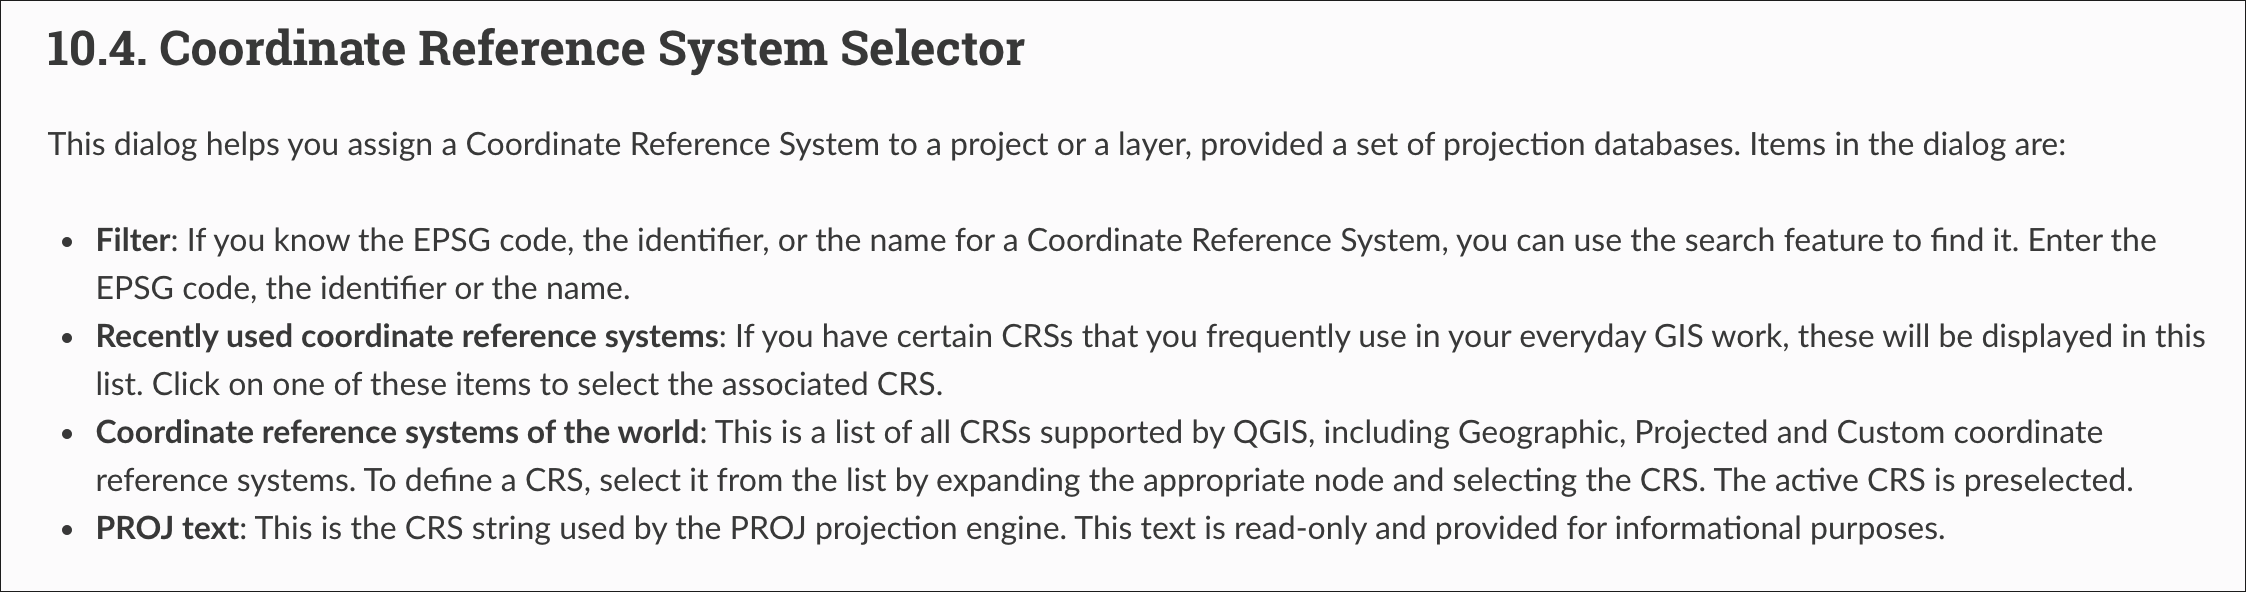 10.4. Coordinate Reference System Selector
This dialog helps you assign a Coordinate Reference System to a project or a layer, provided a set of projection databases. Items in the dialog are:
• Filter: If you know the EPSG code, the identifier, or the name for a Coordinate Reference System, you can use the search feature to find it. Enter the
EPSG code, the identifier or the name.
• Recently used coordinate reference systems: If you have certain CRSs that you frequently use in your everyday GIS work, these will be displayed in this
list. Click on one of these items to select the associated CRS.
• Coordinate reference systems of the world: This is a list of all CRSs supported by QGIS, including Geographic, Projected and Custom coordinate
reference systems. To define a CRS, select it from the list by expanding the appropriate node and selecting the CRS. The active CRS is preselected.
• PROJ text: This is the CRS string used by the PROJ projection engine. This text is read-only and provided for informational purposes.